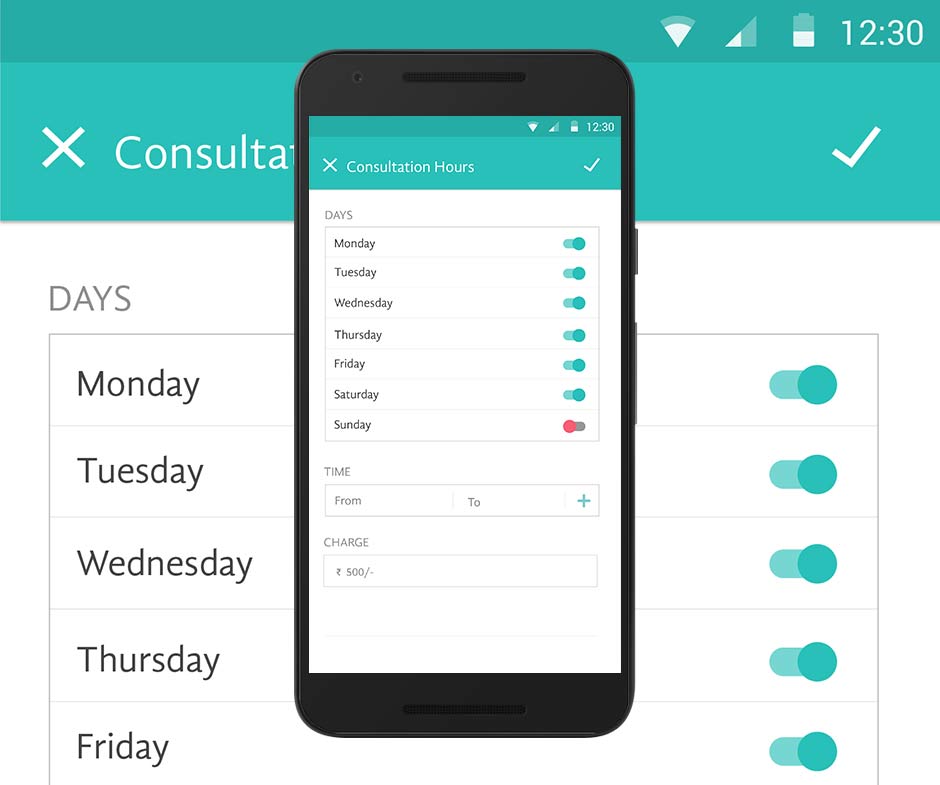 12:30
Consulta
DAYS
Monday
Tuesday
Wednesday
Thursday
Friday
12:30
Consultation Hours
DAYS
Monday
Tuesday
Wednesday
Thursday
Friday
Saturday
Sunday
TIME
From To +
CHARGE
₹ 500/-